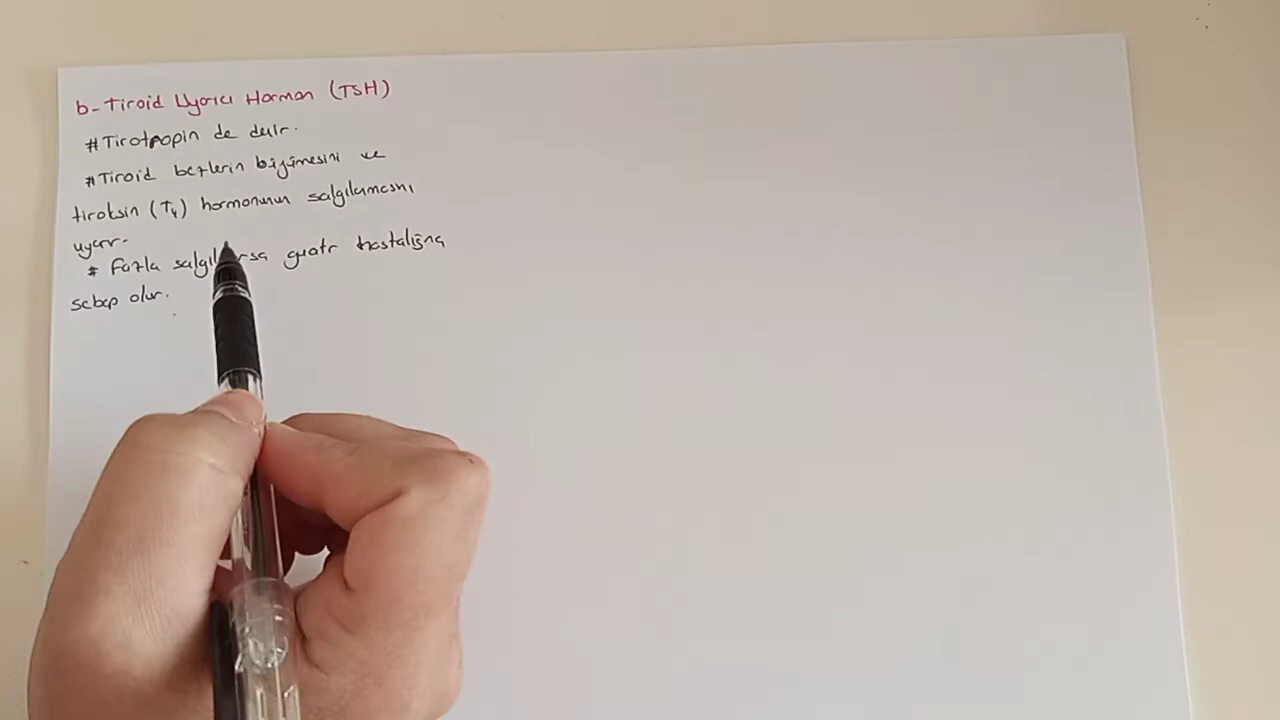 b- Tiroid Uyarıcı Hormon (TSH)
#Tirotropin de denir.
#Tiroid bezlerin büyümesini ve
tiroksin (T4) hormonunun salgılanmasını
uyarır.
# Fazla salgılanırsa guatr hastalığına
sebep olur.